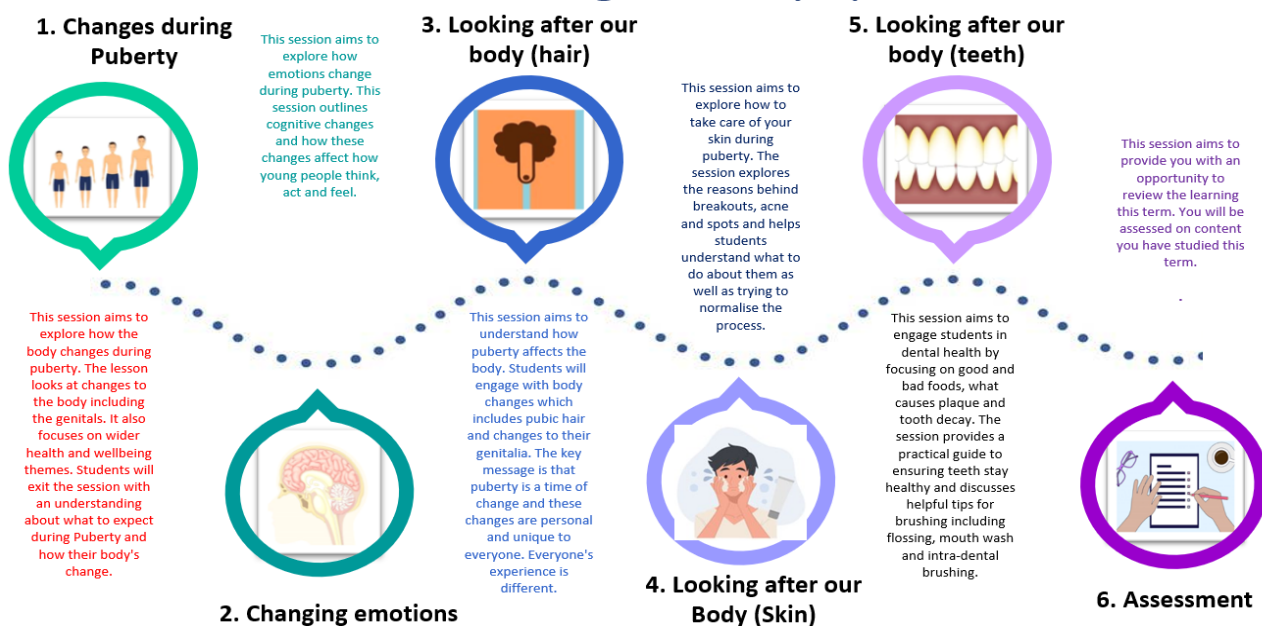 1. Changes during
Puberty
This session aims to
explore how the
body changes during
puberty. The lesson
looks at changes to
the body including
the genitals. It also
focuses on wider
health and wellbeing
themes. Students will
exit the session with
an understanding
about what to expect
during Puberty and
how their body's
change.
This session aims to
explore how
emotions change
during puberty. This
session outlines
cognitive changes
and how these
changes affect how
young people think,
act and feel.
2. Changing emotions
3. Looking after our
body (hair)
This session aims to
understand how
puberty affects the
body. Students will
engage with body
changes which
includes pubic hair
and changes to their
genitalia. The key
message is that
puberty is a time of
change and these
changes are personal
and unique to
everyone. Everyone's
experience is
different.
This session aims to
explore how to
take care of your
skin during
puberty. The
session explores
the reasons behind
breakouts, acne
and spots and helps
students
understand what to
do about them as
well as trying to
normalise the
process.
4. Looking after our
Body (Skin)
5. Looking after our
body (teeth)
This session aims to
engage students in
dental health by
focusing on good and
bad foods, what
causes plaque and
tooth decay. The
session provides a
practical guide to
ensuring teeth stay
healthy and discusses
helpful tips for
brushing including
flossing, mouth wash
and intra-dental
brushing.
This session aims to
provide you with an
opportunity to
review the learning
this term. You will be
assessed on content
you have studied this
term.
.
6. Assessment